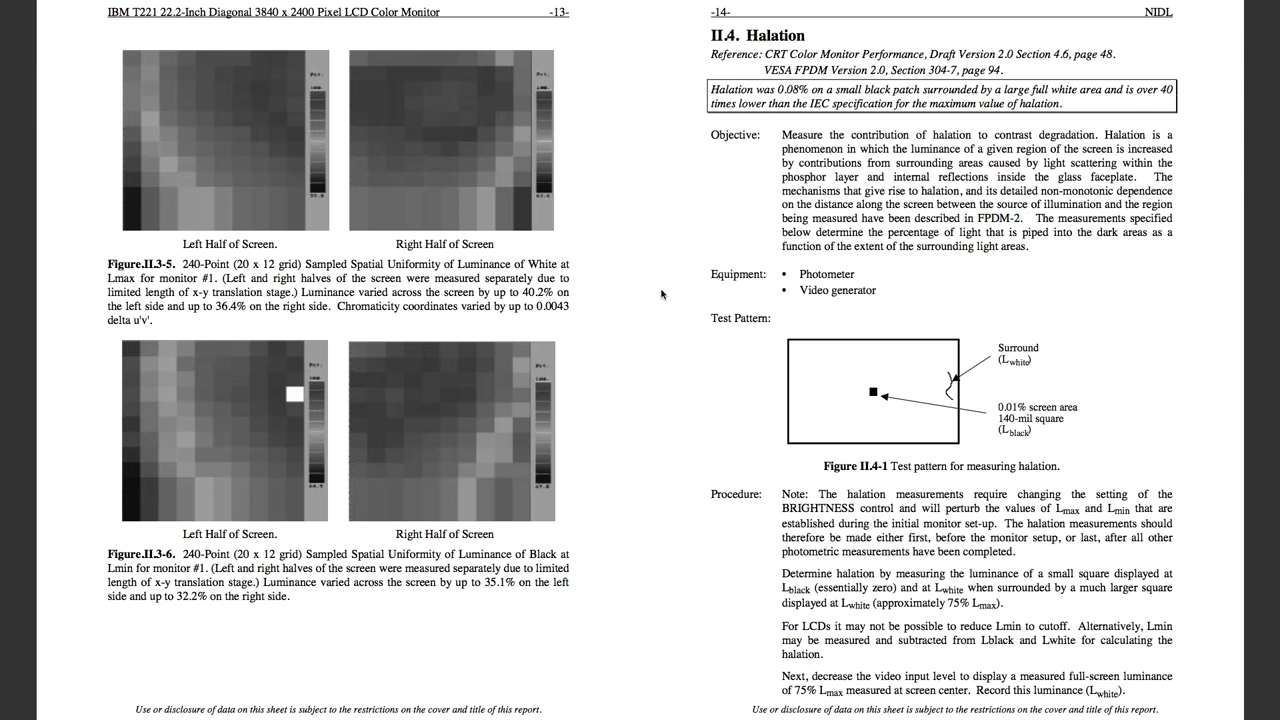 IBM T221 22.2-Inch Diagonal 3840 x 2400 Pixel LCD Color Monitor -13-
Left Half of Screen. Right Half of Screen
Figure.II.3-5. 240-Point (20 x 12 grid) Sampled Spatial Uniformity of Luminance of White at
Lmax for monitor #1. (Left and right halves of the screen were measured separately due to
limited length of x-y translation stage.) Luminance varied across the screen by up to 40.2% on
the left side and up to 36.4% on the right side. Chromaticity coordinates varied by up to 0.0043
delta u'v'.
Left Half of Screen. Right Half of Screen
Figure.II.3-6. 240-Point (20 x 12 grid) Sampled Spatial Uniformity of Luminance of Black at
Lmin for monitor #1. (Left and right halves of the screen were measured separately due to limited
length of x-y translation stage.) Luminance varied across the screen by up to 35.1% on the left
side and up to 32.2% on the right side.
Use or disclosure of data on this sheet is subject to the restrictions on the cover and title of this report.
-14- NIDL
II.4. Halation
Reference: CRT Color Monitor Performance, Draft Version 2.0 Section 4.6, page 48.
VESA FPDM Version 2.0, Section 304-7, page 94.
Halation was 0.08% on a small black patch surrounded by a large full white area and is over 40
times lower than the IEC specification for the maximum value of halation.
Objective: Measure the contribution of halation to contrast degradation. Halation is a
phenomenon in which the luminance of a given region of the screen is increased
by contributions from surrounding areas caused by light scattering within the
phosphor layer and internal reflections inside the glass faceplate. The
mechanisms that give rise to halation, and its detailed non-monotonic dependence
on the distance along the screen between the source of illumination and the region
being measured have been described in FPDM-2. The measurements specified
below determine the percentage of light that is piped into the dark areas as a
function of the extent of the surrounding light areas.
Equipment: • Photometer
• Video generator
Test Pattern:
Surround
(Lwhite)
0.01% screen area
140-mil square
(Lblack)
Figure II.4-1 Test pattern for measuring halation.
Procedure: Note: The halation measurements require changing the setting of the
BRIGHTNESS control and will perturb the values of Lmax and Lmin that are
established during the initial monitor set-up. The halation measurements should
therefore be made either first, before the monitor setup, or last, after all other
photometric measurements have been completed.
Determine halation by measuring the luminance of a small square displayed at
Lblack (essentially zero) and at Lwhite when surrounded by a much larger square
displayed at Lwhite (approximately 75% Lmax).
For LCDs it may not be possible to reduce Lmin to cutoff. Alternatively, Lmin
may be measured and subtracted from Lblack and Lwhite for calculating the
halation.
Next, decrease the video input level to display a measured full-screen luminance
of 75% Lmax measured at screen center. Record this luminance (Lwhite).
Use or disclosure of data on this sheet is subject to the restrictions on the cover and title of this report.